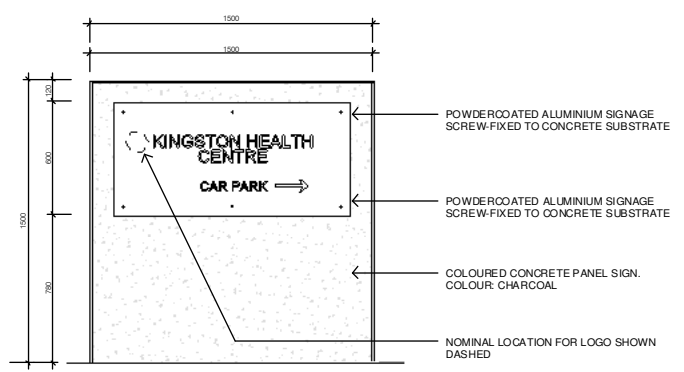 1500
1500
120
POWDERCOATED ALUMINIUM SIGNAGE
SCREW-FIXED TO CONCRETE SUBSTRATE
KINGSTON HEALTH
CENTRE
600
CAR PARK
POWDERCOATED ALUMINIUM SIGNAGE
SCREW-FIXED TO CONCRETE SUBSTRATE
1500
780
COLOURED CONCRETE PANEL SIGN.
COLOUR: CHARCOAL
NOMINAL LOCATION FOR LOGO SHOWN
DASHED